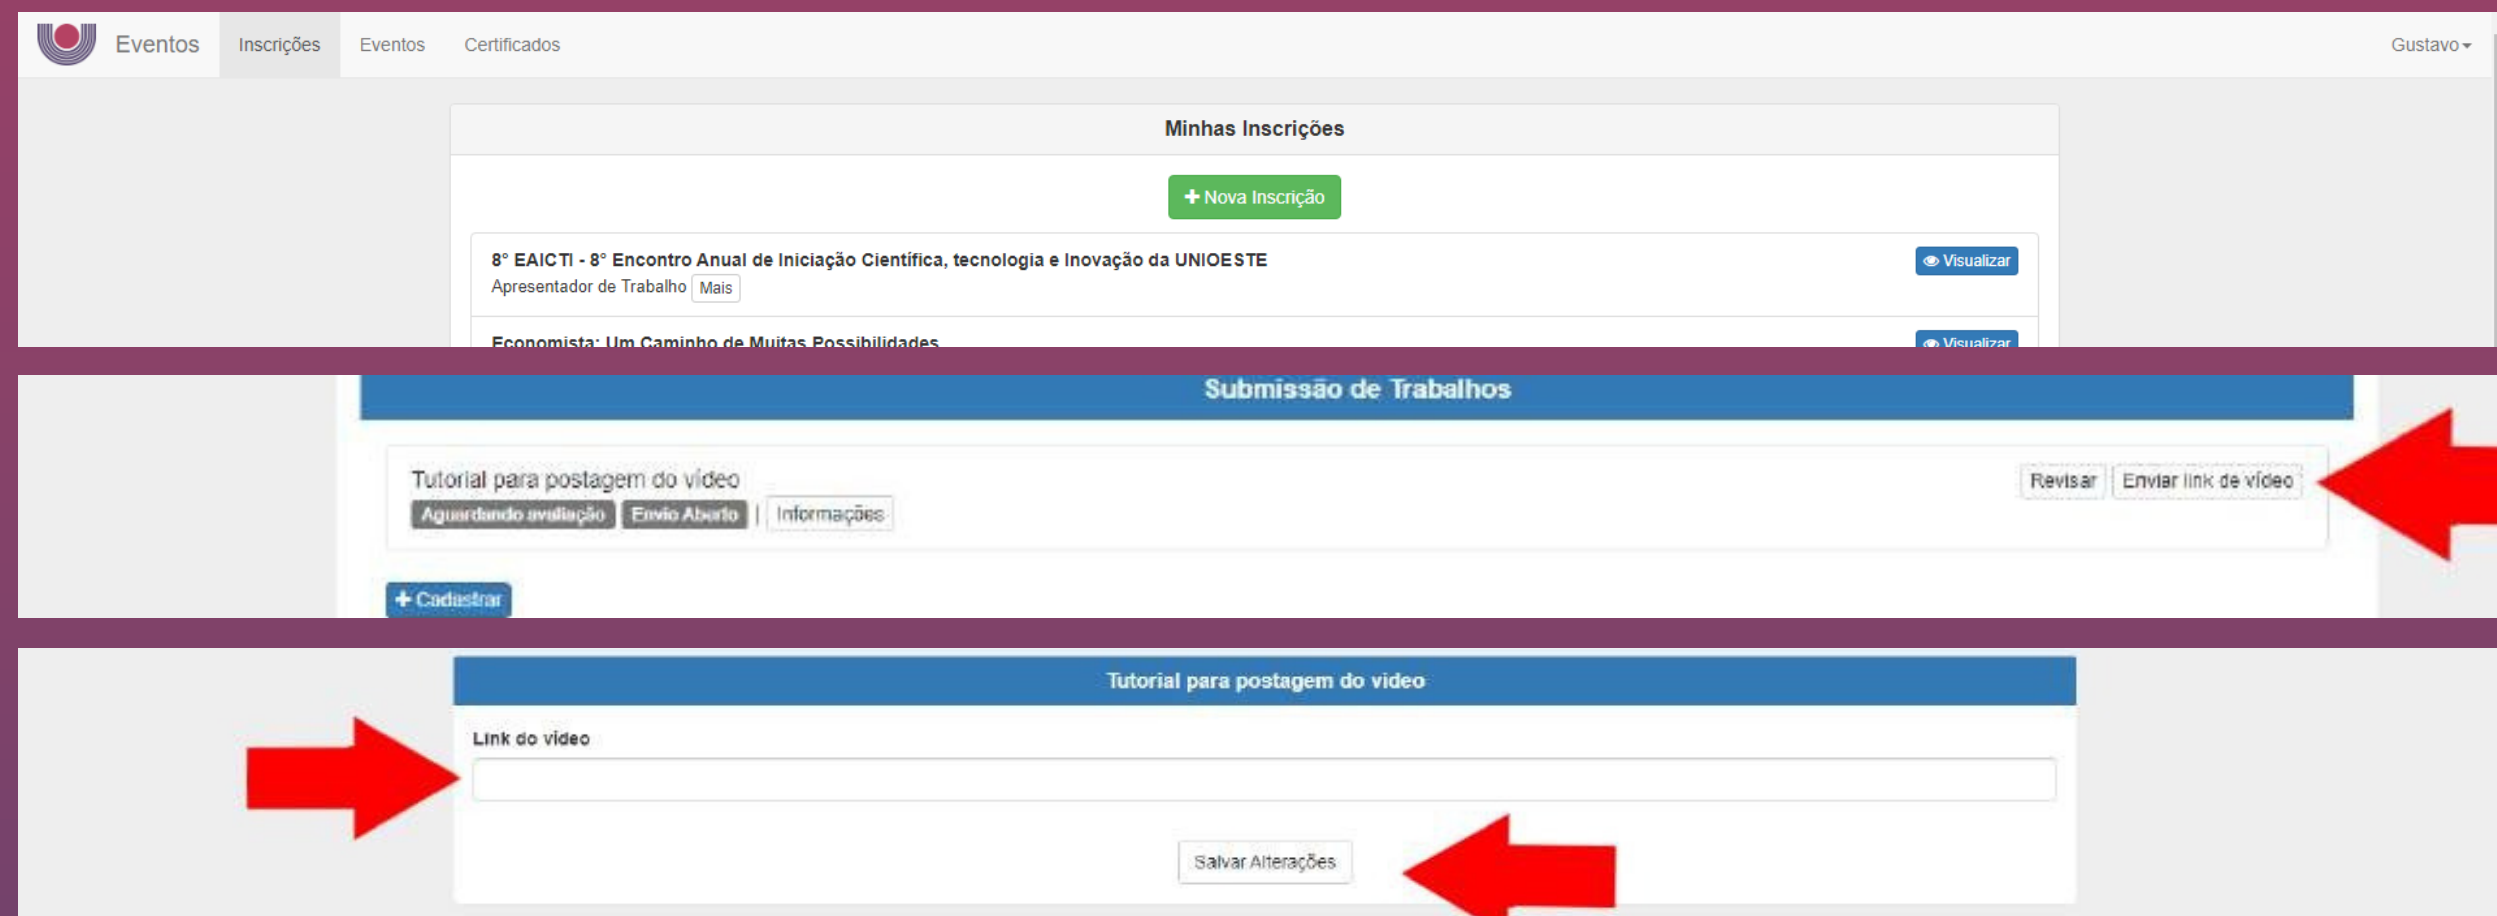 Eventos Inscrições Eventos Certificados Gustavo
Minhas Inscrições
+ Nova Inscrição
8° EAICTI - 8° Encontro Anual de Iniciação Científica, tecnologia e Inovação da UNIOESTE Visualizar
Apresentador de Trabalho Mais
Economista: Um Caminho de Muitas Possibilidades Visualizar
Submissão de Trabalhos
Tutorial para postagem do vídeo Revisar Enviar link de vídeo
Aguardando avaliação Envio Aberto | Informações
+ Cadastrar
Tutorial para postagem do video
Link do vídeo
Salvar Alterações